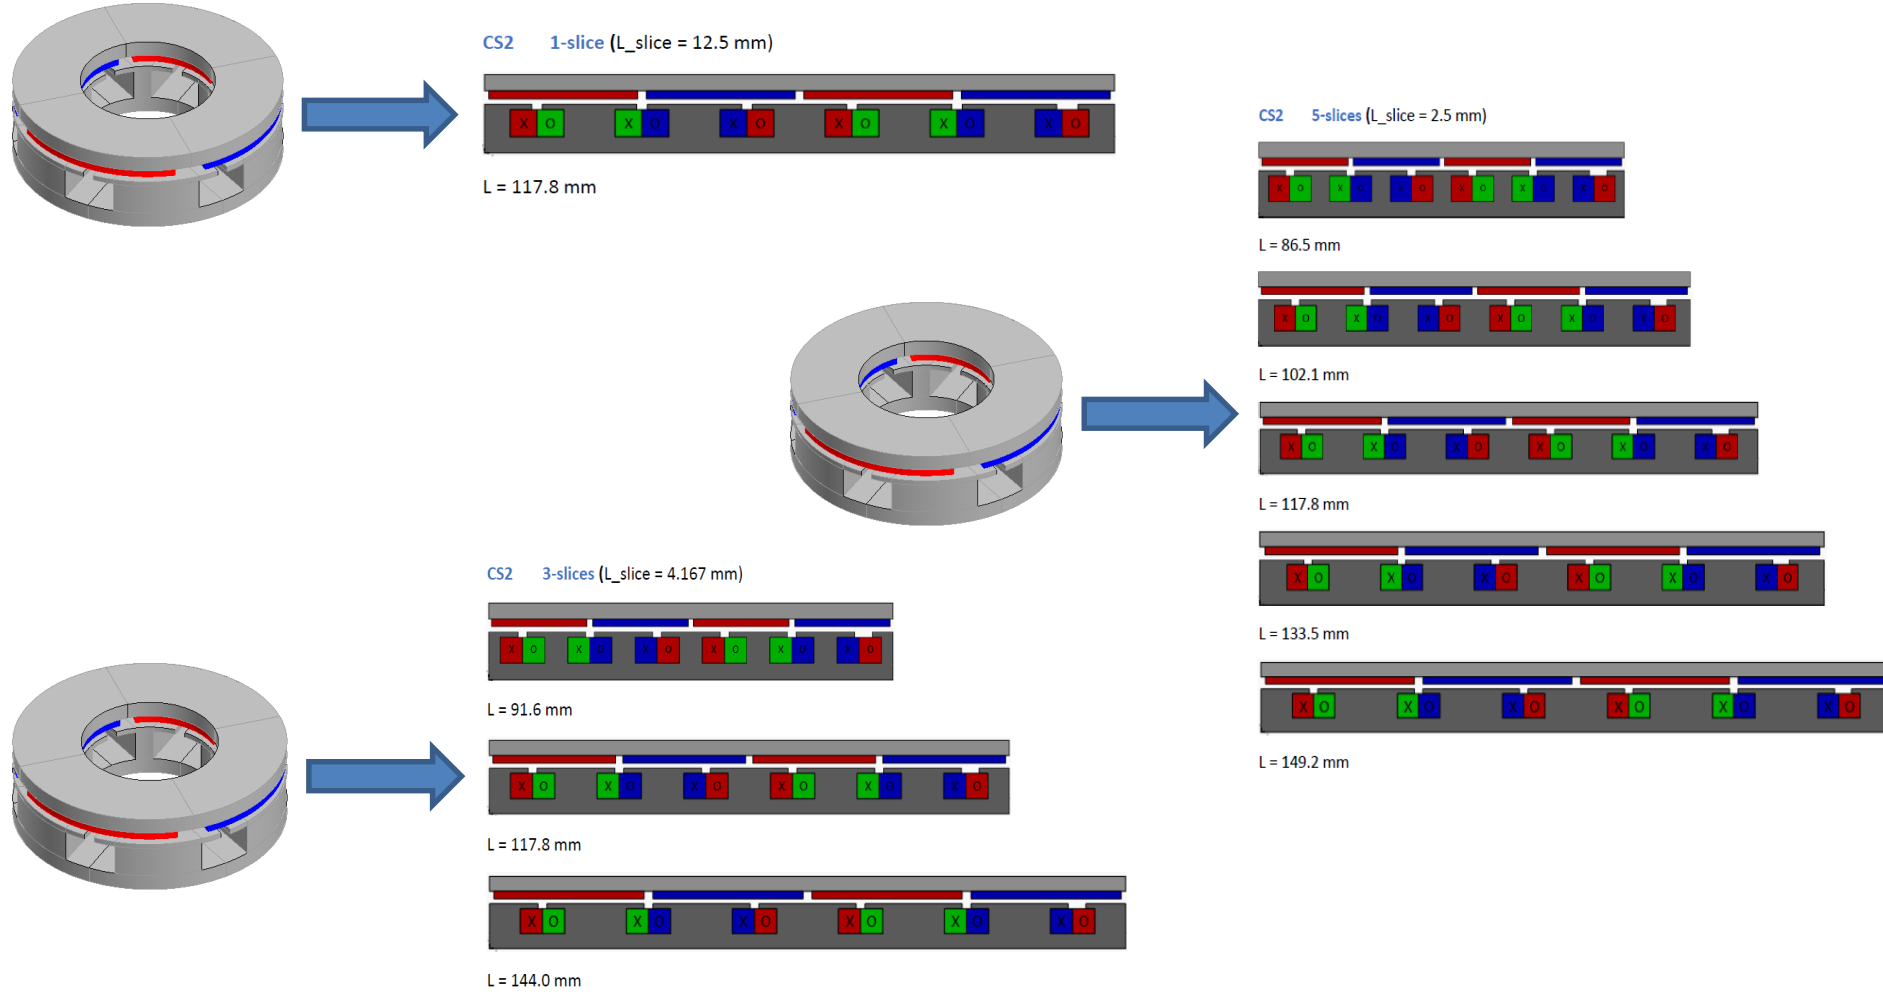 CS2 1-slice (L_slice = 12.5 mm)
X O X O X O X O X O X O
L = 117.8 mm
CS2 5-slices (L_slice = 2.5 mm)
X O X O X O X O X O X O
L = 86.5 mm
X O X O X O X O X O X O
L = 102.1 mm
X O X O X O X O X O X O
L = 117.8 mm
X O X O X O X O X O X O
L = 133.5 mm
X O X O X O X O X O X O
L = 149.2 mm
CS2 3-slices (L_slice = 4.167 mm)
X O X O X O X O X O X O
L = 91.6 mm
X O X O X O X O X O X O
L = 117.8 mm
X O X O X O X O X O X O
L = 144.0 mm